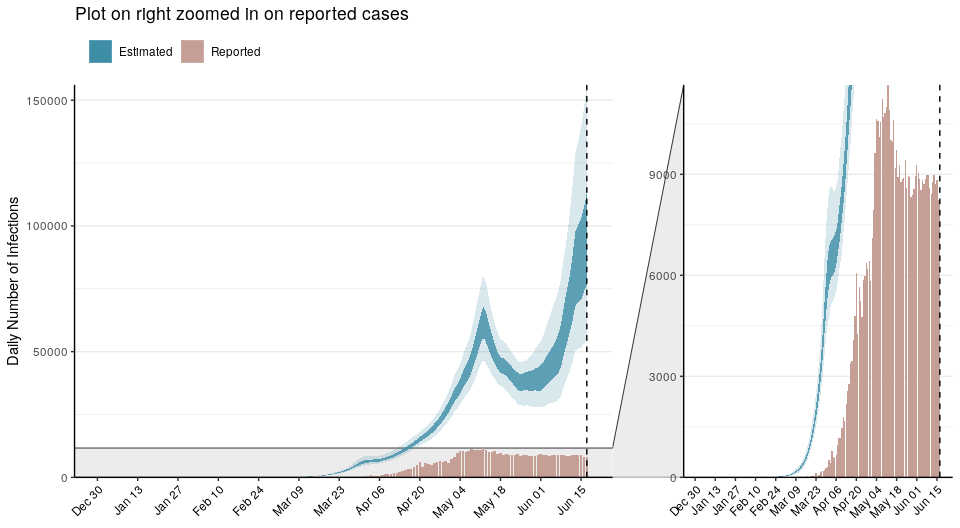 Plot on right zoomed in on reported cases
Estimated Reported
Daily Number of Infections
150000
100000
50000
0
Dec 30 Jan 13 Jan 27 Feb 10 Feb 24 Mar 09 Mar 23 Apr 06 Apr 20 May 04 May 18 Jun 01 Jun 15
9000
6000
3000
0
Dec 30 Jan 13 Jan 27 Feb 10 Feb 24 Mar 09 Mar 23 Apr 06 Apr 20 May 04 May 18 Jun 01 Jun 15